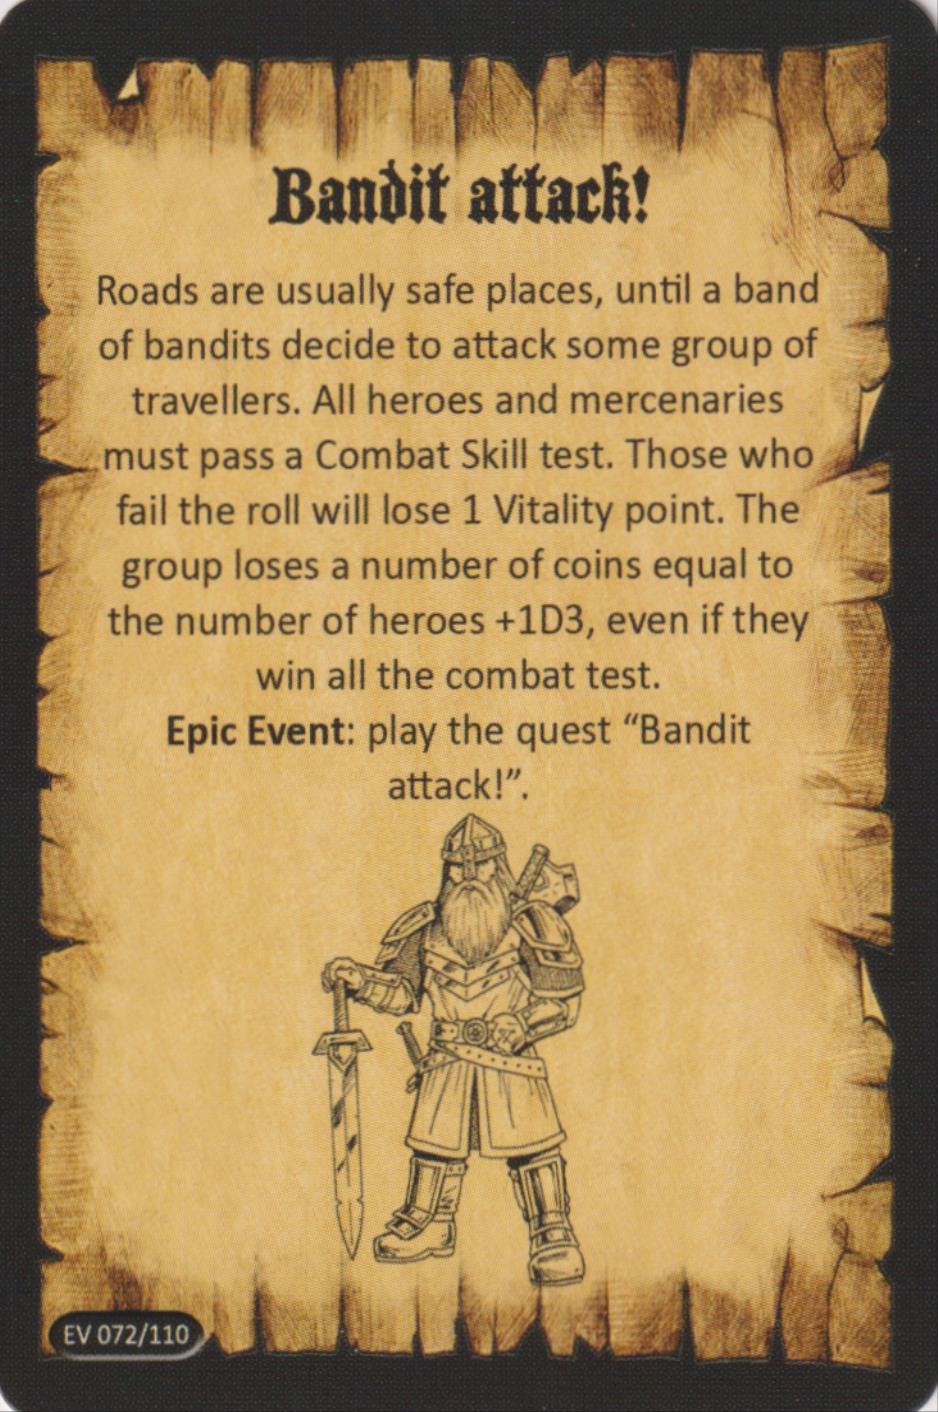 Bandit attack!
Roads are usually safe places, until a band
of bandits decide to attack some group of
travellers. All heroes and mercenaries
must pass a Combat Skill test. Those who
fail the roll will lose 1 Vitality point. The
group loses a number of coins equal to
the number of heroes +1D3, even if they
win all the combat test.
Epic Event: play the quest “Bandit
attack!”.
EV 072/110